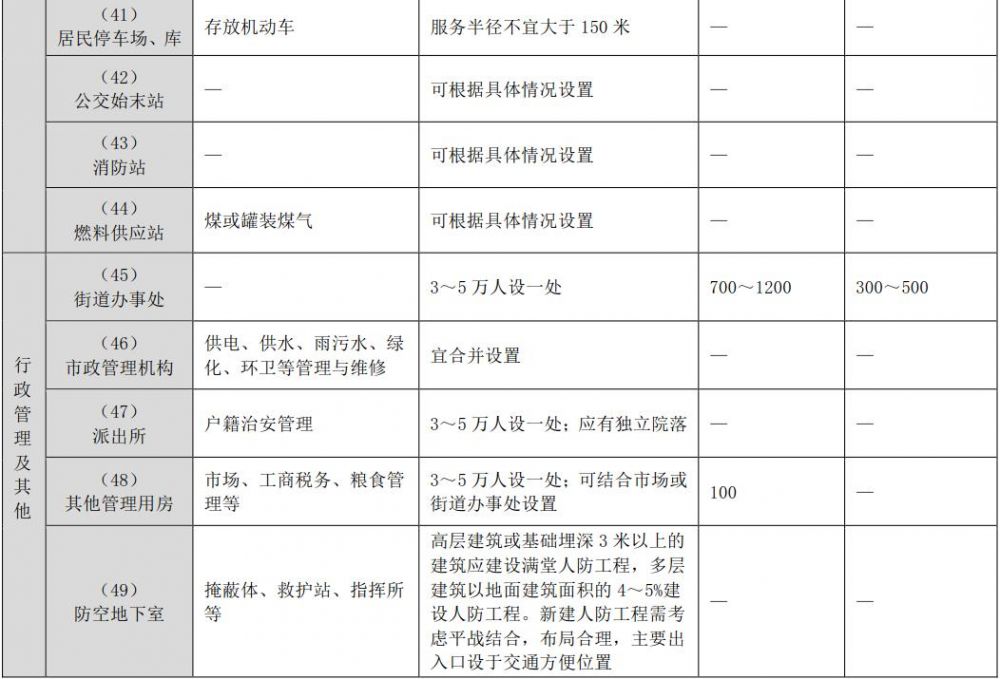 （41）
居民停车场、库
存放机动车
服务半径不宜大于 150 米
—
—
（42）
公交始末站
—
可根据具体情况设置
—
—
（43）
消防站
—
可根据具体情况设置
—
—
（44）
燃料供应站
煤或罐装煤气
可根据具体情况设置
—
—
行
政
管
理
及
其
他
（45）
街道办事处
—
3～5 万人设一处
700～1200
300～500
（46）
市政管理机构
供电、供水、雨污水、绿
化、环卫等管理与维修
宜合并设置
—
—
（47）
派出所
户籍治安管理
3～5 万人设一处；应有独立院落
—
—
（48）
其他管理用房
市场、工商税务、粮食管
理等
3～5 万人设一处；可结合市场或
街道办事处设置
100
—
（49）
防空地下室
掩蔽体、救护站、指挥所
等
高层建筑或基础埋深 3 米以上的
建筑应建设满堂人防工程，多层
建筑以地面建筑面积的 4～5%建
设人防工程。新建人防工程需考
虑平战结合，布局合理，主要出
入口设于交通方便位置
—
—